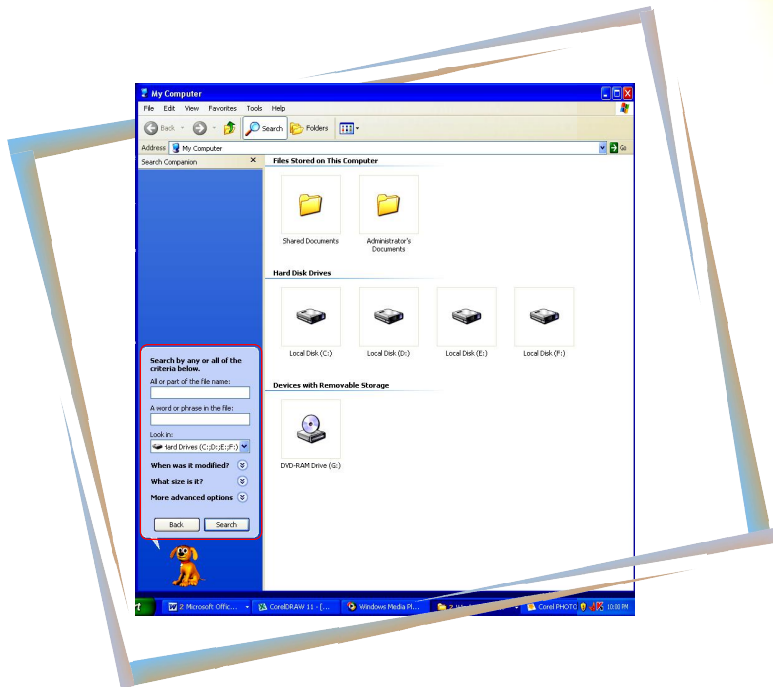 My Computer
File Edit View Favorites Tools Help
Back Search Folders
Address My Computer Go
Search Companion
Files Stored on This Computer
Shared Documents
Administrator's
Documents
Hard Disk Drives
Local Disk (C:) Local Disk (D:) Local Disk (E:) Local Disk (F:)
Search by any or all of the
criteria below.
All or part of the file name:
A word or phrase in the file:
Look in:
Hard Drives (C:;D:;E:;F:)
When was it modified?
What size is it?
More advanced options
Back Search
Devices with Removable Storage
DVD-RAM Drive (G:)
2 Microsoft Offic... CorelDRAW 11 - [... Windows Media Pl... Corel PHOTO 10:00 PM